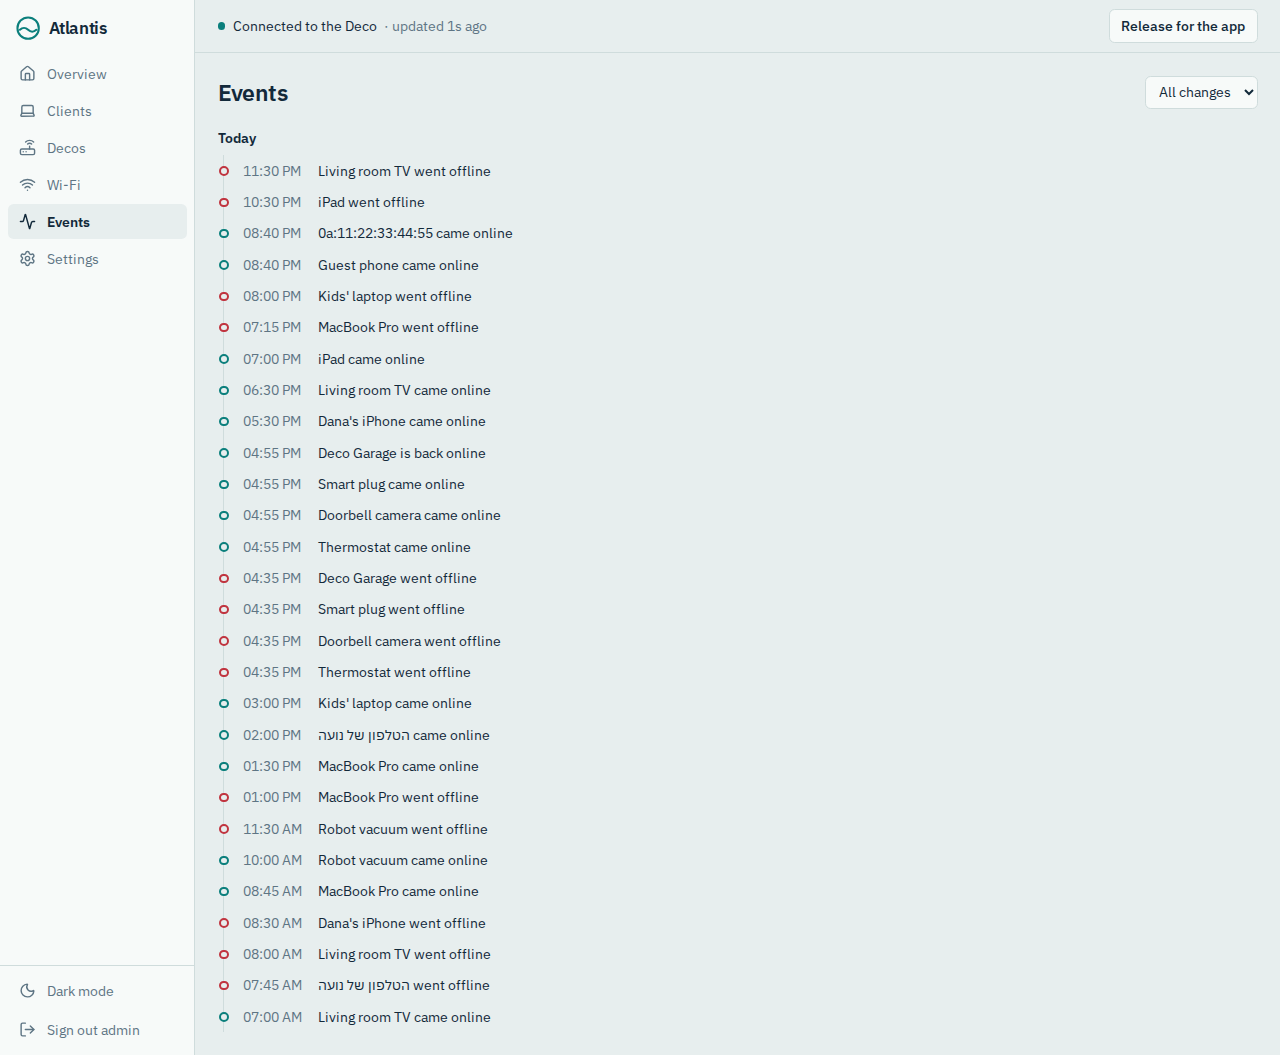 Atlantis
Overview
Clients
Decos
Wi-Fi
Events
Settings
Dark mode
Sign out admin
Connected to the Deco · updated 1s ago
Release for the app
Events
All changes
Today
11:30 PM Living room TV went offline
10:30 PM iPad went offline
08:40 PM 0a:11:22:33:44:55 came online
08:40 PM Guest phone came online
08:00 PM Kids' laptop went offline
07:15 PM MacBook Pro went offline
07:00 PM iPad came online
06:30 PM Living room TV came online
05:30 PM Dana's iPhone came online
04:55 PM Deco Garage is back online
04:55 PM Smart plug came online
04:55 PM Doorbell camera came online
04:55 PM Thermostat came online
04:35 PM Deco Garage went offline
04:35 PM Smart plug went offline
04:35 PM Doorbell camera went offline
04:35 PM Thermostat went offline
03:00 PM Kids' laptop came online
02:00 PM הטלפון של נועה came online
01:30 PM MacBook Pro came online
01:00 PM MacBook Pro went offline
11:30 AM Robot vacuum went offline
10:00 AM Robot vacuum came online
08:45 AM MacBook Pro came online
08:30 AM Dana's iPhone went offline
08:00 AM Living room TV went offline
07:45 AM הטלפון של נועה went offline
07:00 AM Living room TV came online